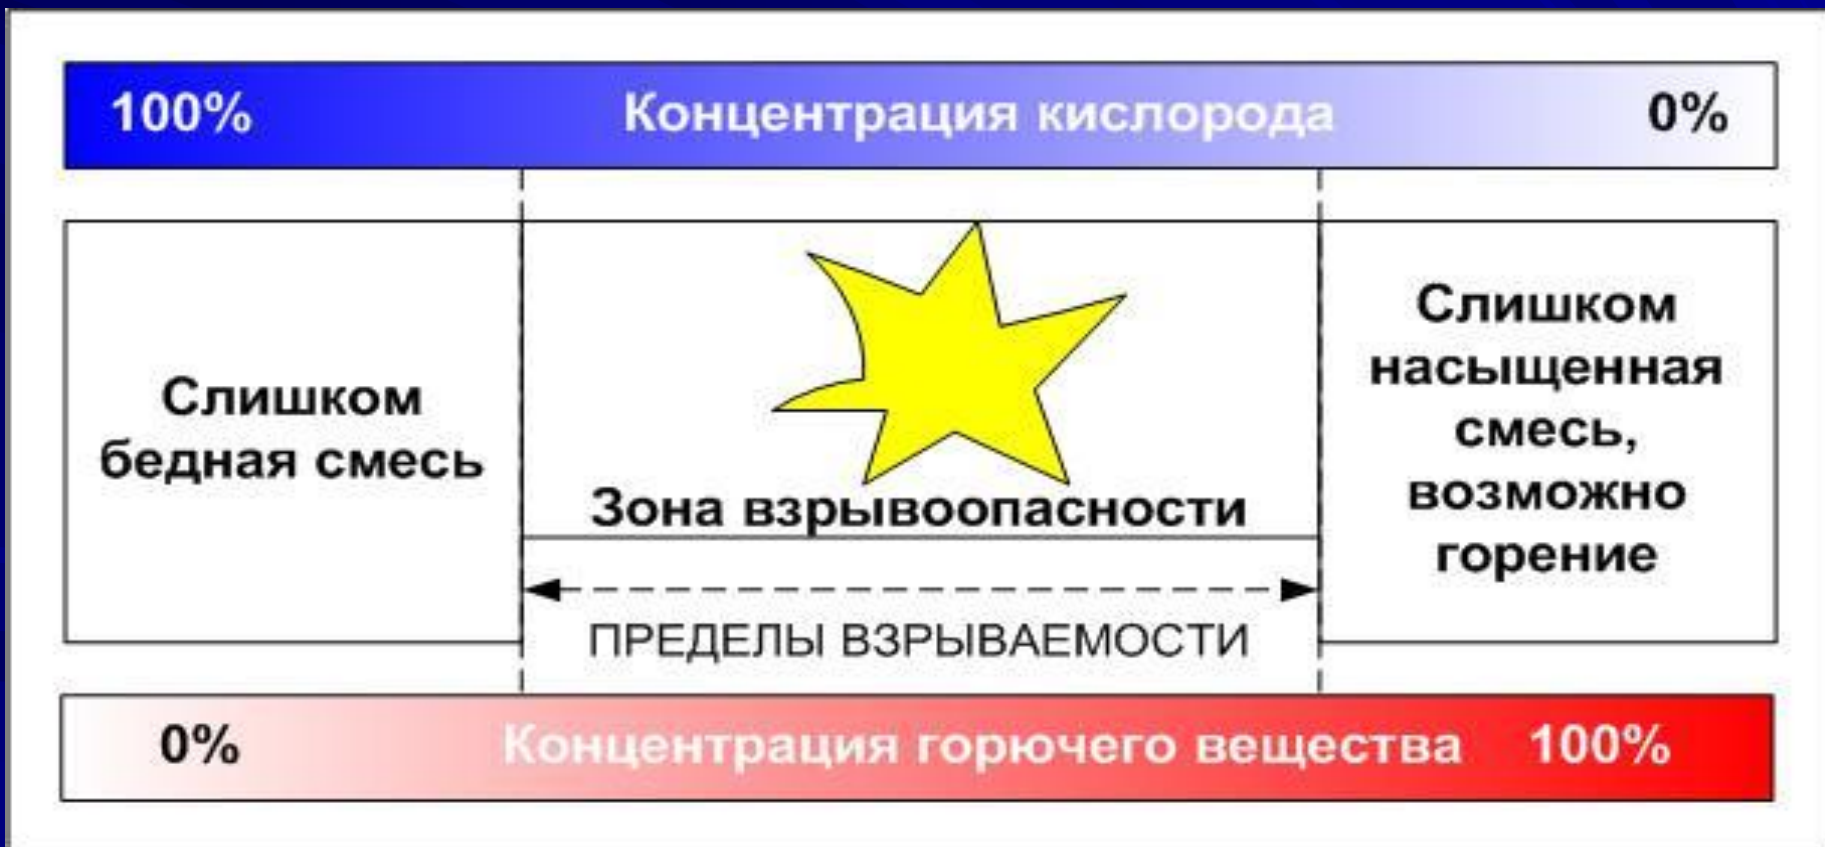 100% Концентрация кислорода 0%
Слишком
бедная смесь
Зона взрывоопасности
ПРЕДЕЛЫ ВЗРЫВАЕМОСТИ
Слишком
насыщенная
смесь,
возможно
горение
0% Концентрация горючего вещества 100%